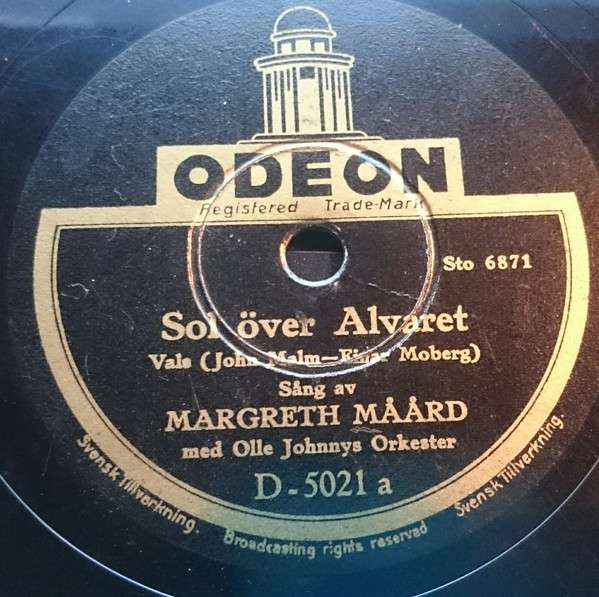 ODEON
Registered Trade-Mark
Sto 6871
Sol över Alvaret
Vals (John Malm—Einar Moberg)
Sång av
MARGRETH MÅÅRD
med Olle Johnnys Orkester
D-5021 a
Svensk tillverkning. Broadcasting rights reserved Svensk tillverkning.